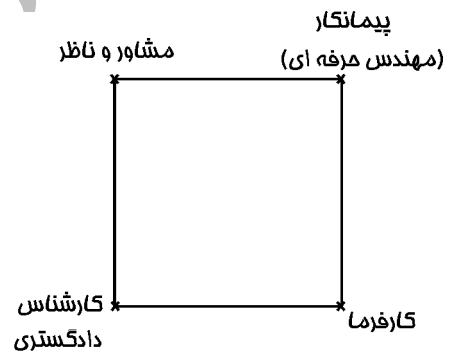 پیمانکار
(مهندس حرفه ای)
مشاور و ناظر
کارفرما
کارشناس
دادگستری